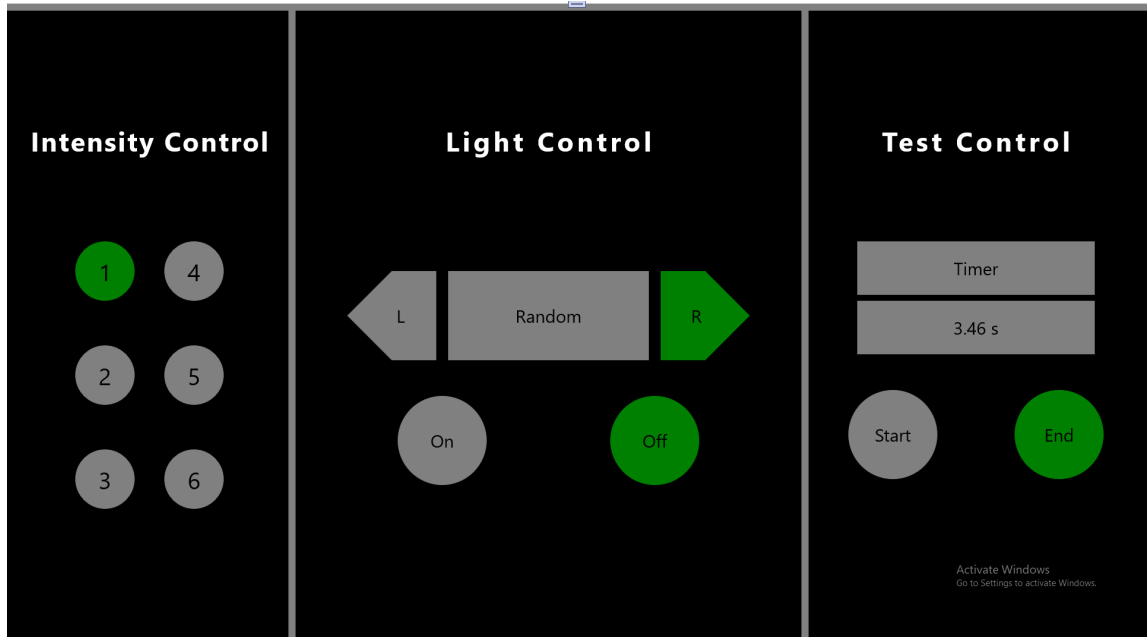 Intensity Control
1
4
2
5
3
6
Light Control
L
Random
R
On
Off
Test Control
Timer
3.46 s
Start
End
Activate Windows
Go to Settings to activate Windows.